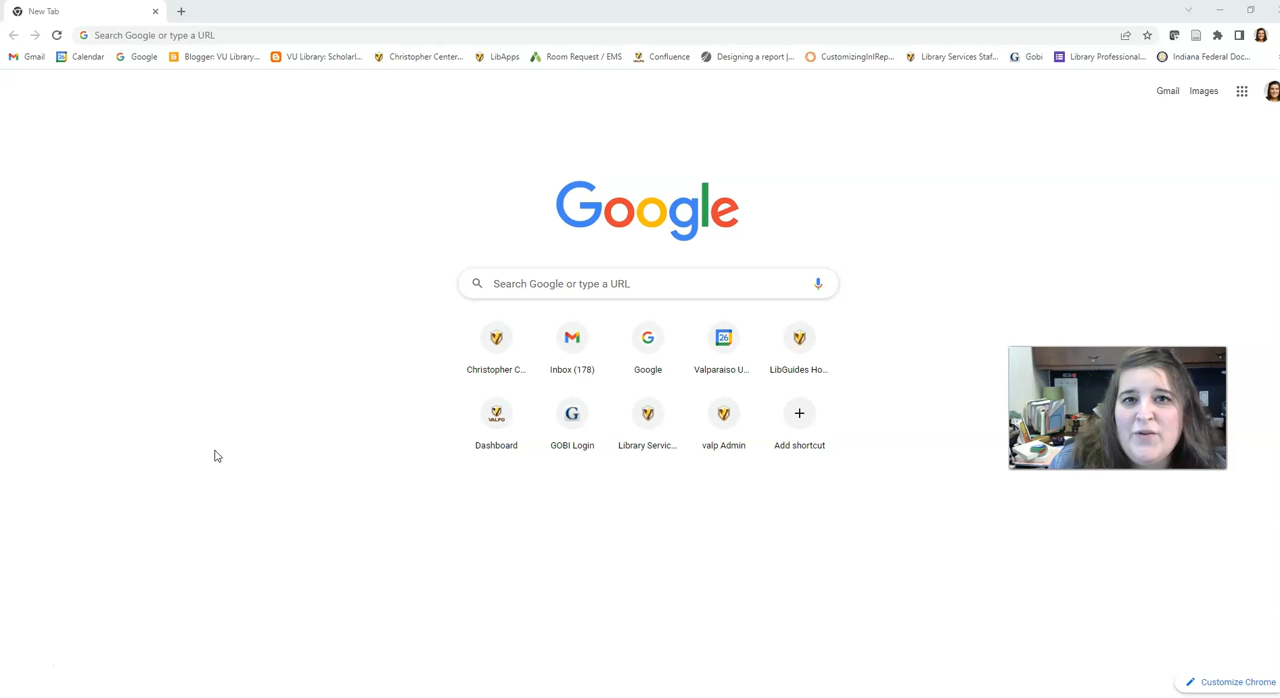 New Tab
Search Google or type a URL
Gmail Calendar Google Blogger: VU Library... VU Library: Scholarl... Christopher Center... LibApps Room Request / EMS Confluence Designing a report |... CustomizingInIRep... Library Services Staf... Gobi Library Professional... Indiana Federal Doc...
Gmail Images
Google
Search Google or type a URL
Christopher C... Inbox (178) Google Valparaiso U... LibGuides Ho...
Dashboard GOBI Login Library Servic... valp Admin Add shortcut
Customize Chrome